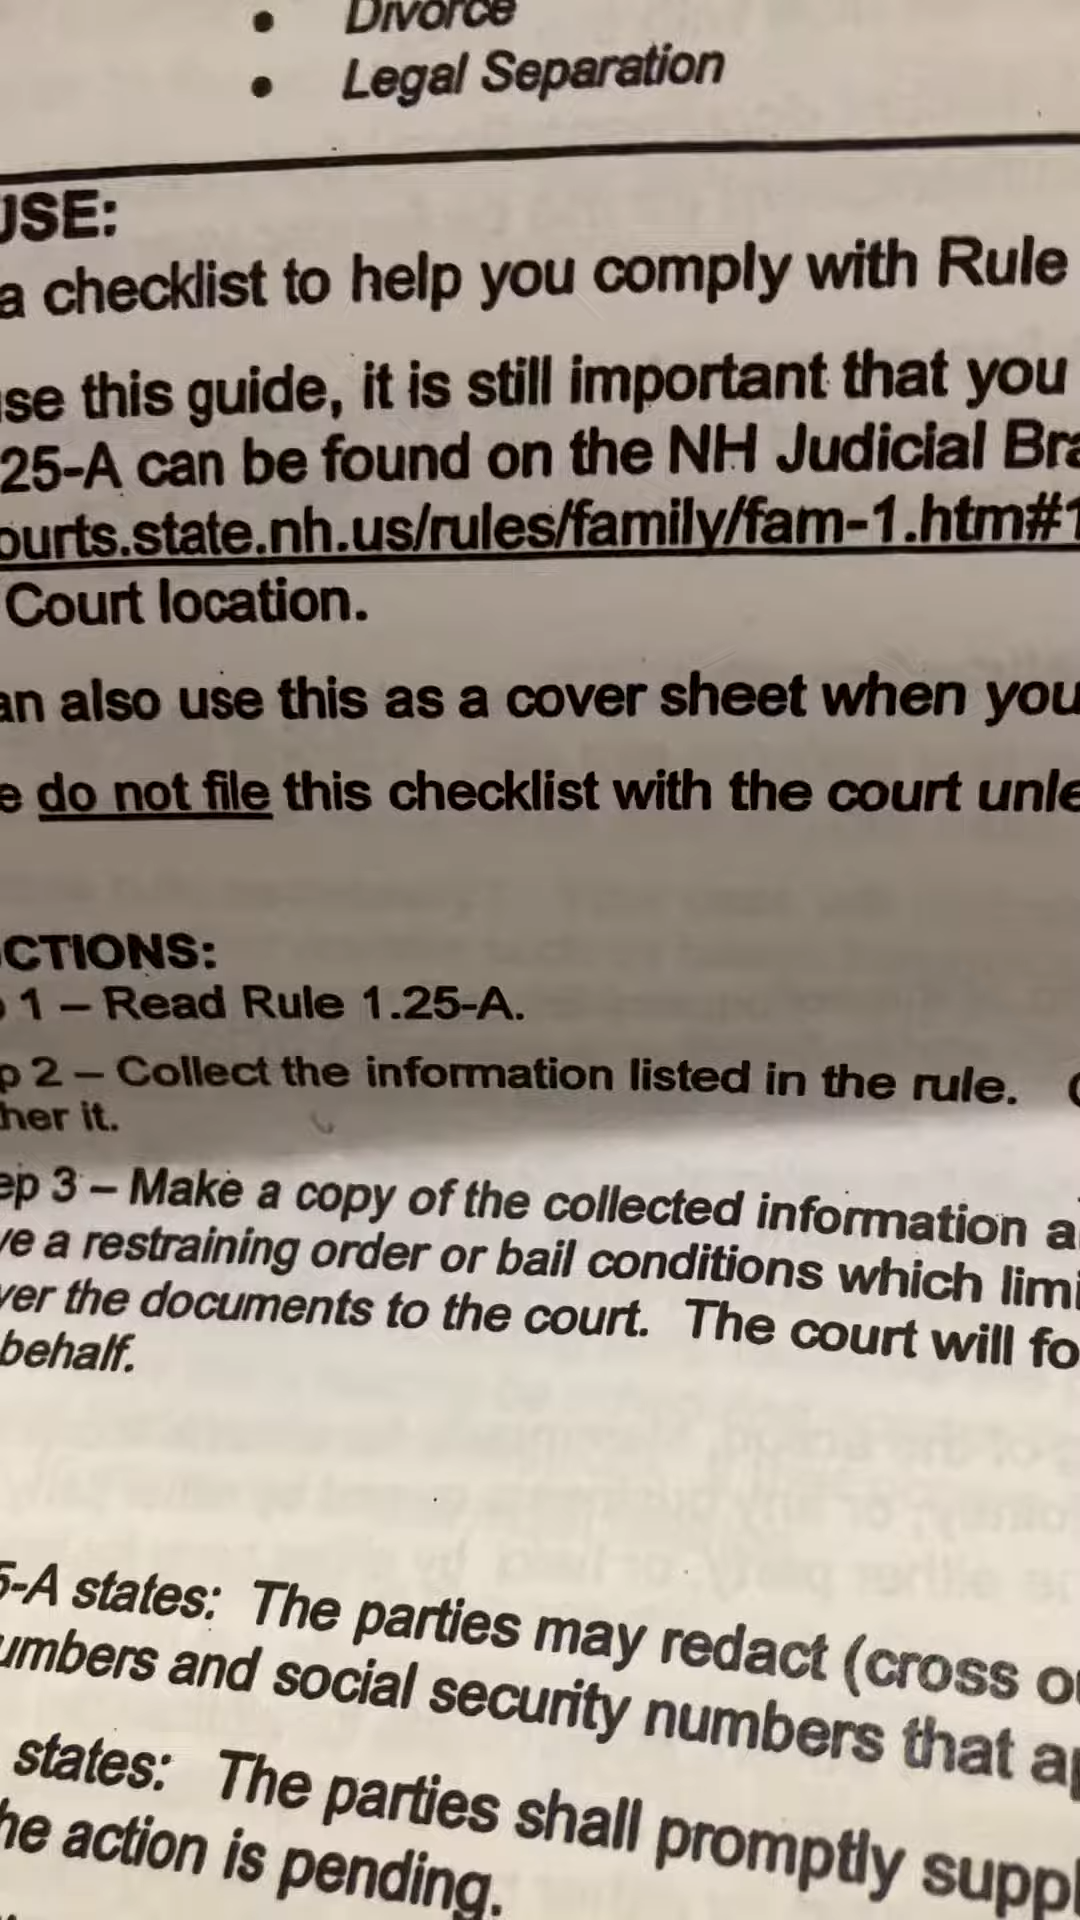 • Divorce
• Legal Separation
USE:
a checklist to help you comply with Rule
use this guide, it is still important that you
.25-A can be found on the NH Judicial Bra
ourts.state.nh.us/rules/family/fam-1.htm#1
Court location.
an also use this as a cover sheet when you
e do not file this checklist with the court unle
CTIONS:
p 1 – Read Rule 1.25-A.
p 2 – Collect the information listed in the rule.
her it.
ep 3 – Make a copy of the collected information a
ve a restraining order or bail conditions which limi
ver the documents to the court. The court will fo
behalf.
5-A states: The parties may redact (cross ou
umbers and social security numbers that ap
states: The parties shall promptly suppl
he action is pending.